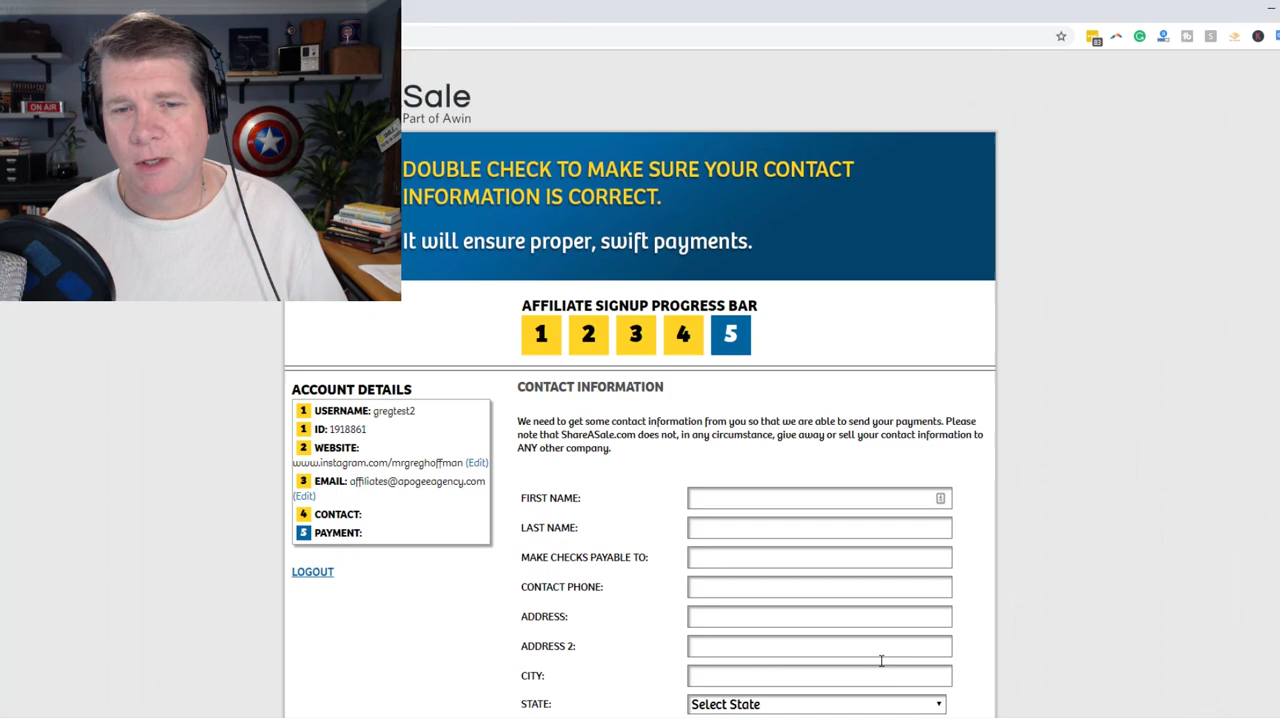 ON AIR
83
Sale
Part of Awin
DOUBLE CHECK TO MAKE SURE YOUR CONTACT
INFORMATION IS CORRECT.
It will ensure proper, swift payments.
AFFILIATE SIGNUP PROGRESS BAR
1 2 3 4 5
ACCOUNT DETAILS
1 USERNAME: gregtest2
1 ID: 1918861
2 WEBSITE:
www.instagram.com/mrgreghoffman (Edit)
3 EMAIL: affiliates@apogeeagency.com
(Edit)
4 CONTACT:
5 PAYMENT:
LOGOUT
CONTACT INFORMATION
We need to get some contact information from you so that we are able to send your payments. Please
note that ShareASale.com does not, in any circumstance, give away or sell your contact information to
ANY other company.
FIRST NAME:
LAST NAME:
MAKE CHECKS PAYABLE TO:
CONTACT PHONE:
ADDRESS:
ADDRESS 2:
CITY:
STATE: Select State